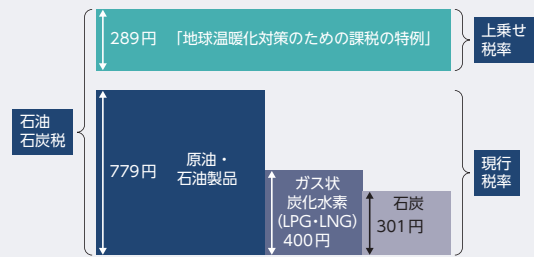 289円 「地球温暖化対策のための課税の特例」
上乗せ
税率
石油
石炭税
779円
原油・
石油製品
ガス状
炭化水素
(LPG・LNG)
400円
石炭
301円
現行
税率